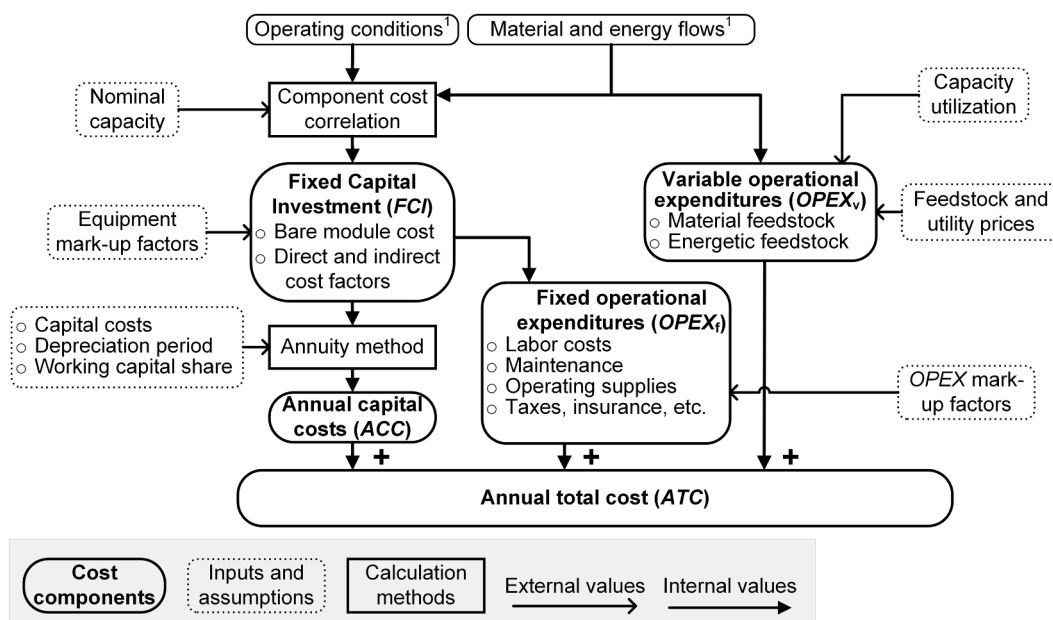 Operating conditions1
Material and energy flows1
Nominal
capacity
Component cost
correlation
Capacity
utilization
Fixed Capital
Investment (FCI)
○ Bare module cost
○ Direct and indirect
cost factors
Variable operational
expenditures (OPEXv)
○ Material feedstock
○ Energetic feedstock
Equipment
mark-up factors
Feedstock and
utility prices
○ Capital costs
○ Depreciation period
○ Working capital share
Annuity method
Fixed operational
expenditures (OPEXf)
○ Labor costs
○ Maintenance
○ Operating supplies
○ Taxes, insurance, etc.
OPEX mark-
up factors
Annual capital
costs (ACC)
+
+
+
Annual total cost (ATC)
Cost
components
Inputs and
assumptions
Calculation
methods
External values
Internal values